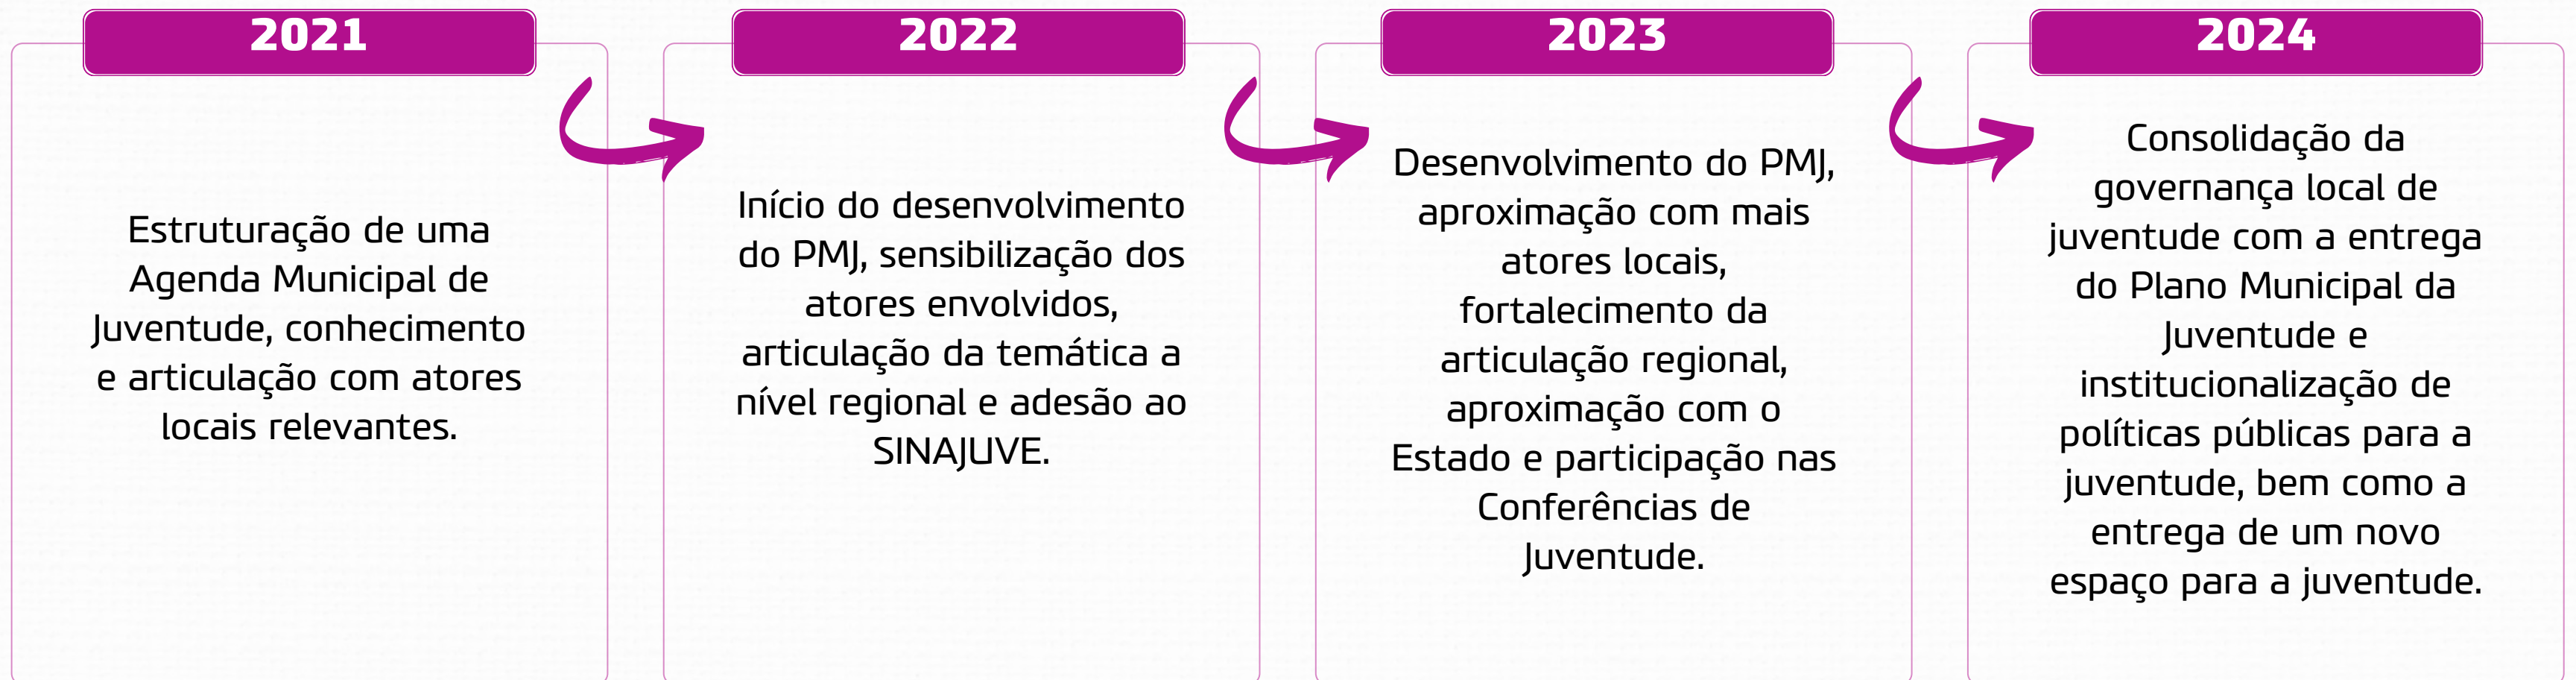 2021
Estruturação de uma
Agenda Municipal de
Juventude, conhecimento
e articulação com atores
locais relevantes.
2022
Início do desenvolvimento
do PMJ, sensibilização dos
atores envolvidos,
articulação da temática a
nível regional e adesão ao
SINAJUVE.
2023
Desenvolvimento do PMJ,
aproximação com mais
atores locais,
fortalecimento da
articulação regional,
aproximação com o
Estado e participação nas
Conferências de
Juventude.
2024
Consolidação da
governança local de
juventude com a entrega
do Plano Municipal da
Juventude e
institucionalização de
políticas públicas para a
juventude, bem como a
entrega de um novo
espaço para a juventude.